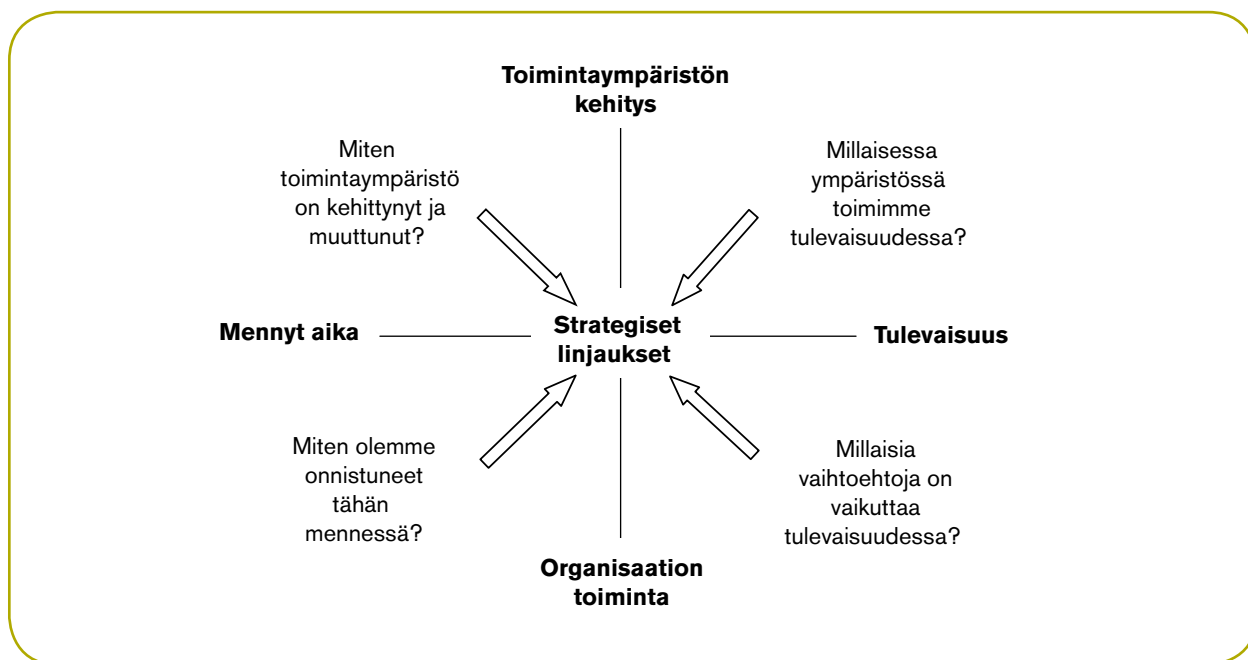 Toimintaympäristön
kehitys
Miten
toimintaympäristö
on kehittynyt ja
muuttunut?
Millaisessa
ympäristössä
toimimme
tulevaisuudessa?
Mennyt aika
Strategiset
linjaukset
Tulevaisuus
Miten olemme
onnistuneet
tähän
mennessä?
Millaisia
vaihtoehtoja on
vaikuttaa
tulevaisuudessa?
Organisaation
toiminta